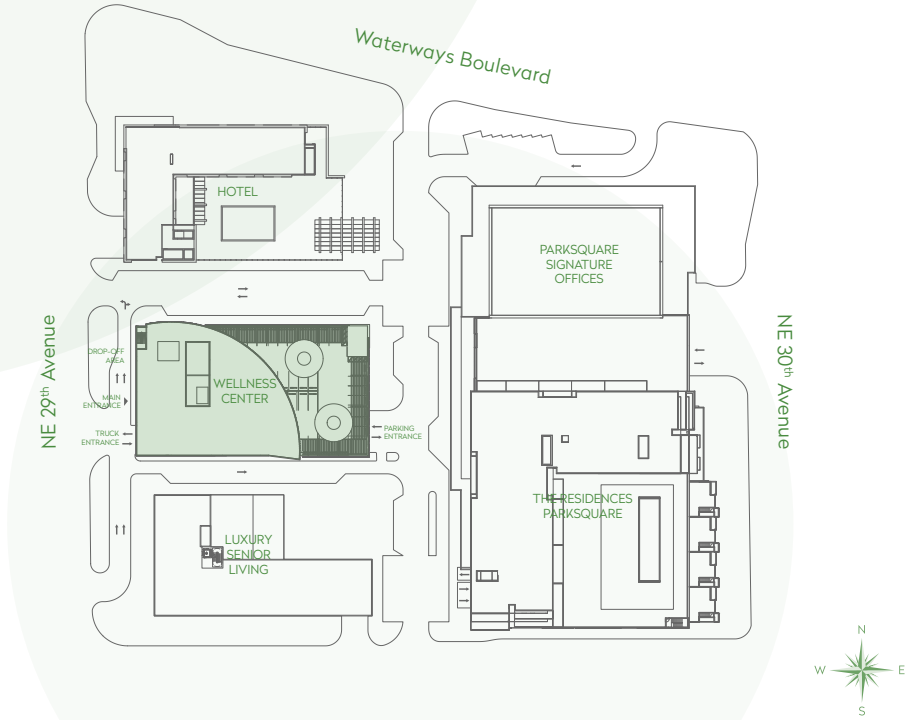 Waterways Boulevard
HOTEL
PARKSQUARE
SIGNATURE
OFFICES
NE 29th Avenue
NE 30th Avenue
DROP-OFF
AREA
MAIN
ENTRANCE
TRUCK
ENTRANCE
WELLNESS
CENTER
PARKING
ENTRANCE
THE RESIDENCES
PARKSQUARE
LUXURY
SENIOR
LIVING
N
W
E
S